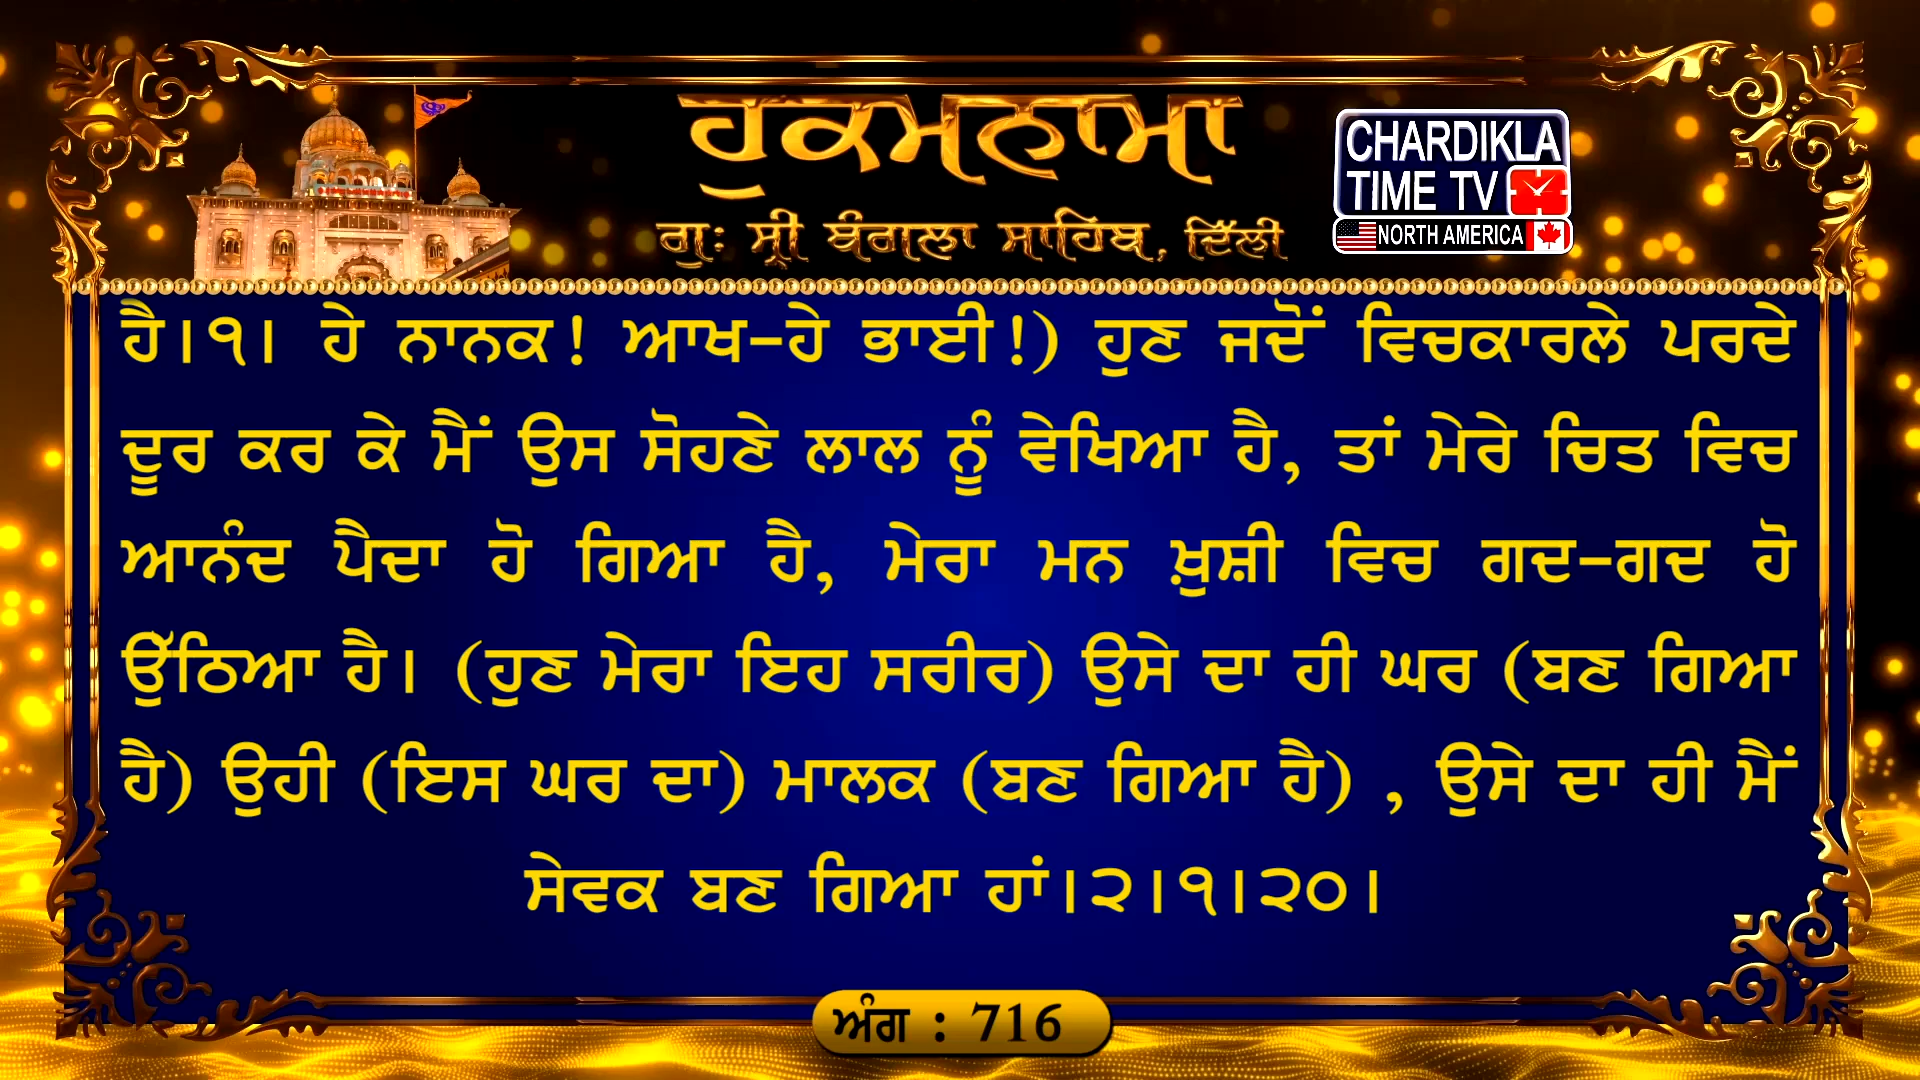 ਹੁਕਮਨਾਮਾ
ਗੁਃ ਸ੍ਰੀ ਬੰਗਲਾ ਸਾਹਿਬ, ਦਿੱਲੀ
CHARDIKLA
TIME TV
NORTH AMERICA
ਹੈ।੧। ਹੇ ਨਾਨਕ! ਆਖ-ਹੇ ਭਾਈ!) ਹੁਣ ਜਦੋਂ ਵਿਚਕਾਰਲੇ ਪਰਦੇ
ਦੂਰ ਕਰ ਕੇ ਮੈਂ ਉਸ ਸੋਹਣੇ ਲਾਲ ਨੂੰ ਵੇਖਿਆ ਹੈ, ਤਾਂ ਮੇਰੇ ਚਿਤ ਵਿਚ
ਆਨੰਦ ਪੈਦਾ ਹੋ ਗਿਆ ਹੈ, ਮੇਰਾ ਮਨ ਖ਼ੁਸ਼ੀ ਵਿਚ ਗਦ-ਗਦ ਹੋ
ਉੱਠਿਆ ਹੈ। (ਹੁਣ ਮੇਰਾ ਇਹ ਸਰੀਰ) ਉਸੇ ਦਾ ਹੀ ਘਰ (ਬਣ ਗਿਆ
ਹੈ) ਉਹੀ (ਇਸ ਘਰ ਦਾ) ਮਾਲਕ (ਬਣ ਗਿਆ ਹੈ) , ਉਸੇ ਦਾ ਹੀ ਮੈਂ
ਸੇਵਕ ਬਣ ਗਿਆ ਹਾਂ।੨।੧।੨੦।
ਅੰਗ : 716